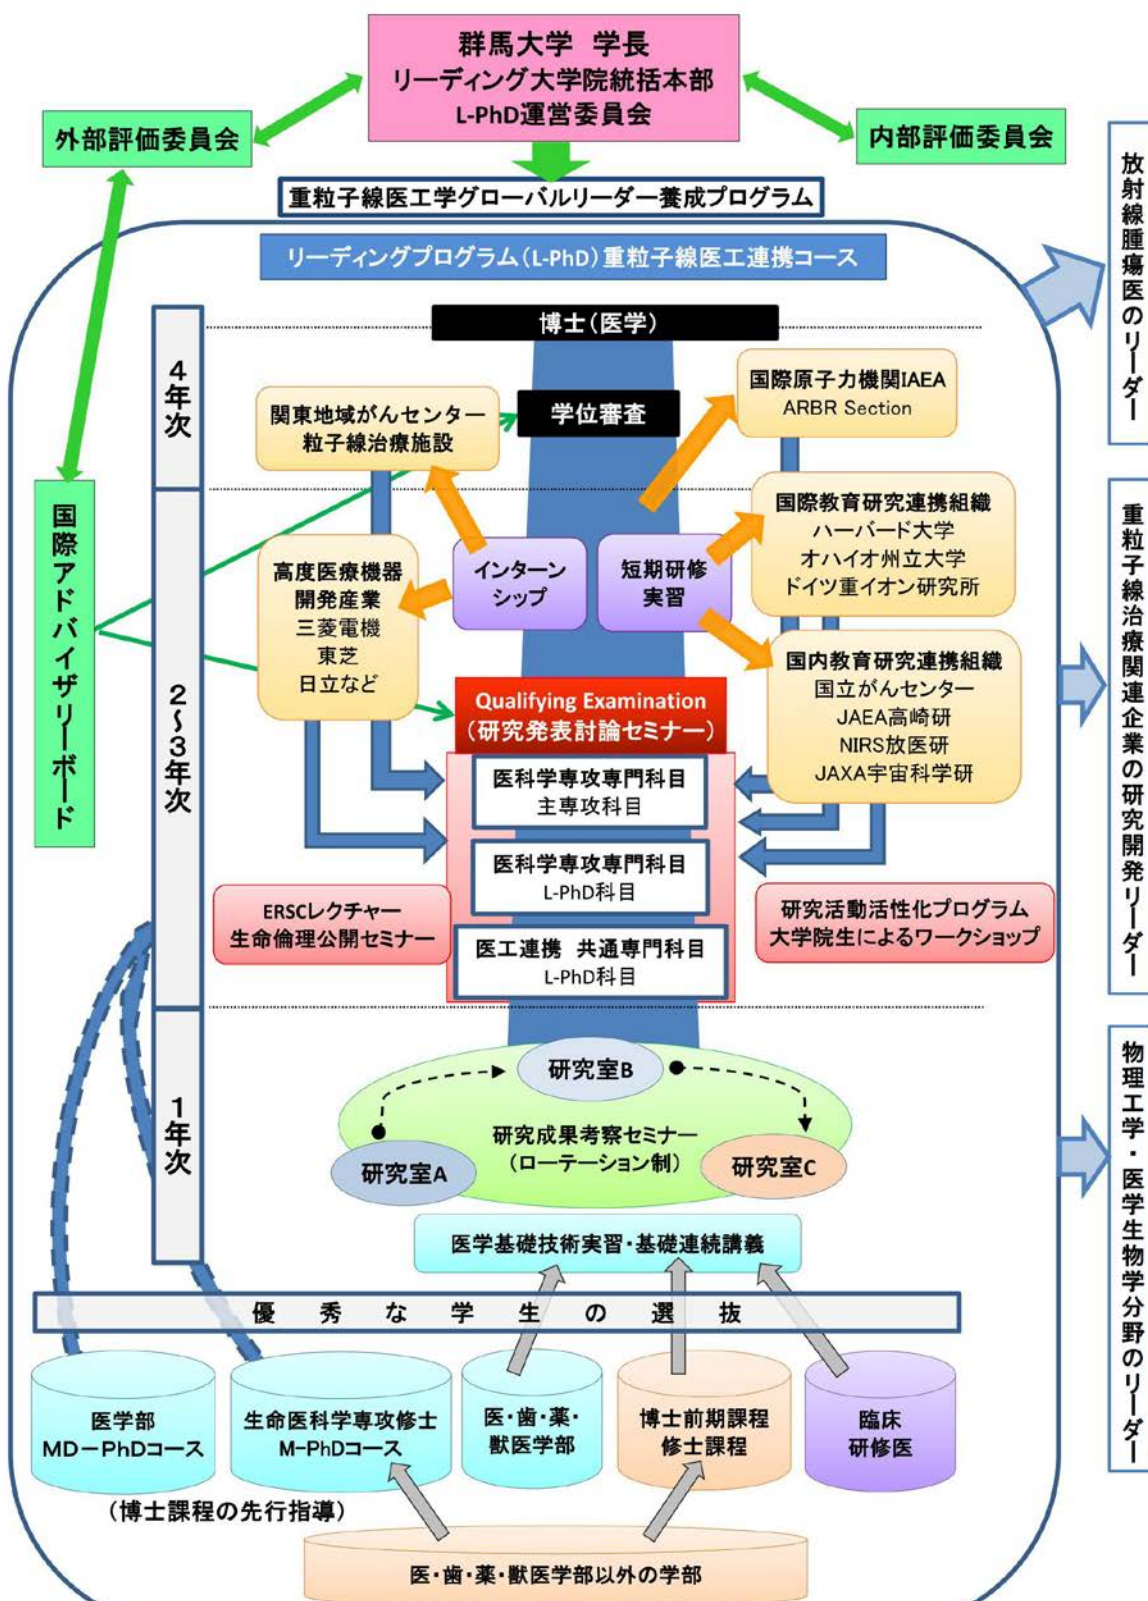 群馬大学 学長
リーディング大学院統括本部
L-PhD運営委員会
外部評価委員会
内部評価委員会
重粒子線医工学グローバルリーダー養成プログラム
リーディングプログラム(L-PhD)重粒子線医工連携コース
博士(医学)
4年次
国際原子力機関IAEA
ARBR Section
関東地域がんセンター
粒子線治療施設
学位審査
国際アドバイザリーボード
2～3年次
国際教育研究連携組織
ハーバード大学
オハイオ州立大学
ドイツ重イオン研究所
高度医療機器
開発産業
三菱電機
東芝
日立など
インターン
シップ
短期研修
実習
国内教育研究連携組織
国立がんセンター
JAEA高崎研
NIRS放医研
JAXA宇宙科学研
Qualifying Examination
(研究発表討論セミナー)
医科学専攻専門科目
主専攻科目
医科学専攻専門科目
L-PhD科目
ERSCレクチャー
生命倫理公開セミナー
研究活動活性化プログラム
大学院生によるワークショップ
医工連携 共通専門科目
L-PhD科目
1年次
研究室B
研究成果考察セミナー
(ローテーション制)
研究室A
研究室C
医学基礎技術実習・基礎連続講義
優秀な学生の選抜
医学部
MD－PhDコース
生命医科学専攻修士
M-PhDコース
医・歯・薬・
獣医学部
博士前期課程
修士課程
臨床
研修医
(博士課程の先行指導)
医・歯・薬・獣医学部以外の学部
放射線腫瘍医のリーダー
重粒子線治療関連企業の研究開発リーダー
物理工学・医学生物学分野のリーダー